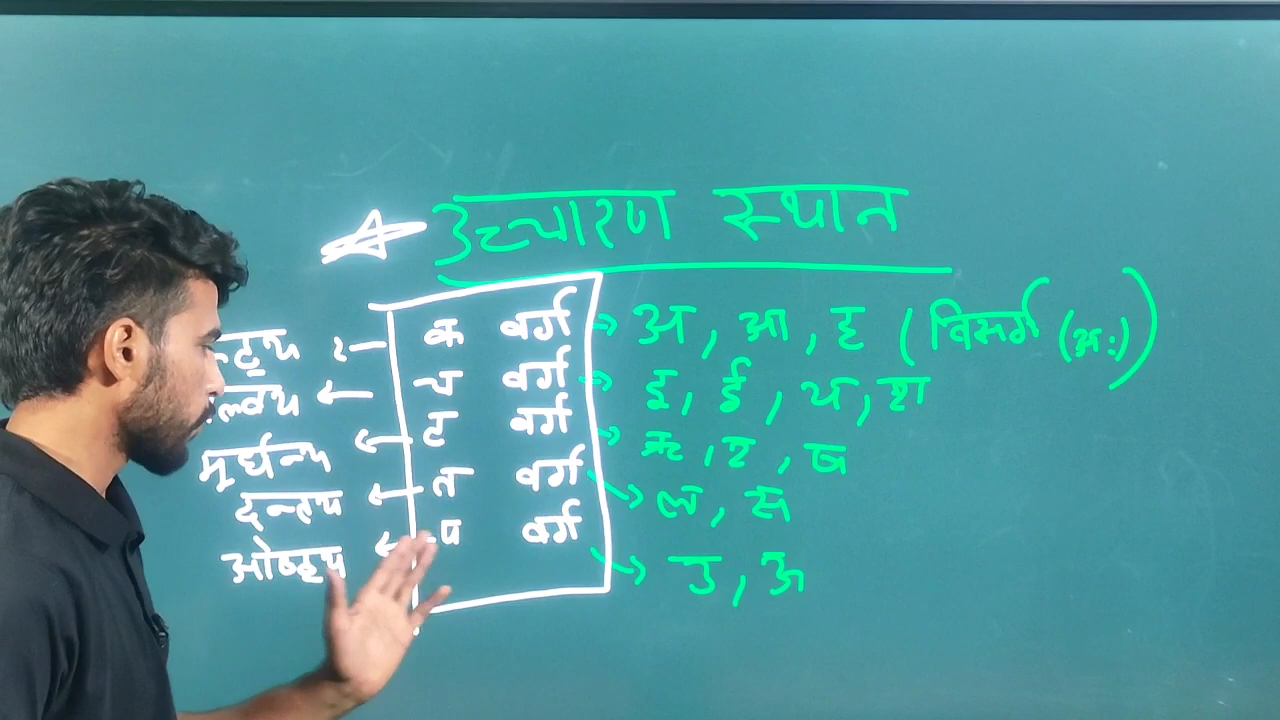 उच्चारण स्थान
क वर्ग → अ, आ, ह (विसर्ग (अः))
← च वर्ग → इ, ई, य, श
मूर्धन्य ← ट वर्ग → ऋ, र, ष
दन्त्य ← त वर्ग → ल, स
ओष्ठ्य ← प वर्ग → उ, ऊ